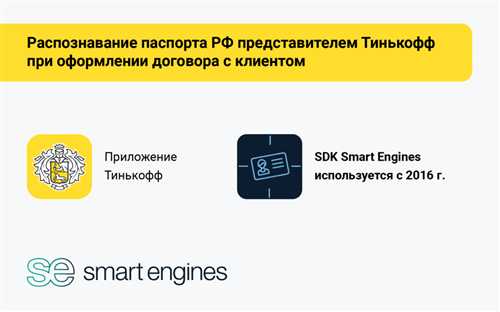 Распознавание паспорта РФ представителем Тинькофф
при оформлении договора с клиентом
Приложение
Тинькофф
SDK Smart Engines
используется с 2016 г.
se smart engines